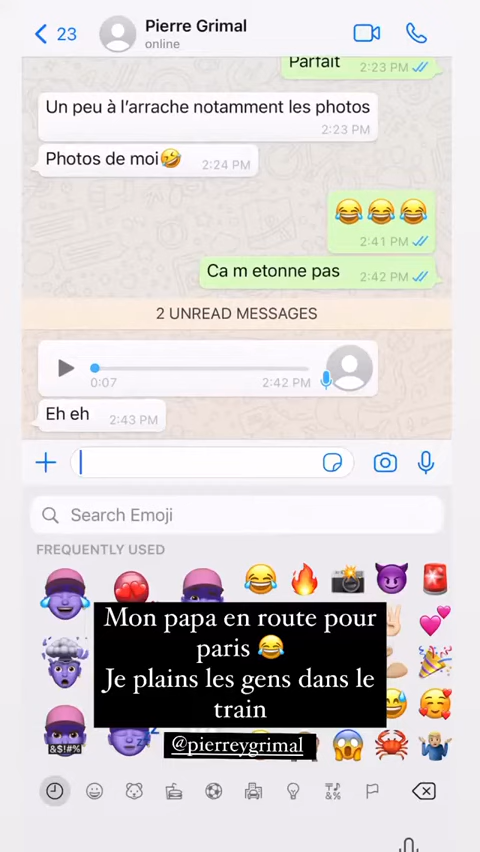 23
Pierre Grimal
online
Parfait
2:23 PM
Un peu à l’arrache notamment les photos
2:23 PM
Photos de moi🤣
2:24 PM
😂😂😂
2:41 PM
Ca m etonne pas
2:42 PM
2 UNREAD MESSAGES
0:07
2:42 PM
Eh eh
2:43 PM
Search Emoji
FREQUENTLY USED
Mon papa en route pour
paris 😂
Je plains les gens dans le
train
@pierreygrimal
&$!#%